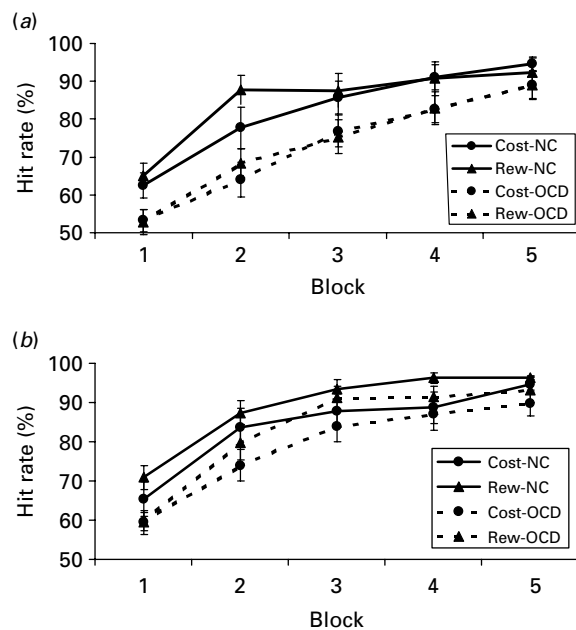 (a)
100
90
80
70
60
50
Hit rate (%)
1 2 3 4 5
Block
Cost-NC
Rew-NC
Cost-OCD
Rew-OCD
(b)
100
90
80
70
60
50
Hit rate (%)
1 2 3 4 5
Block
Cost-NC
Rew-NC
Cost-OCD
Rew-OCD